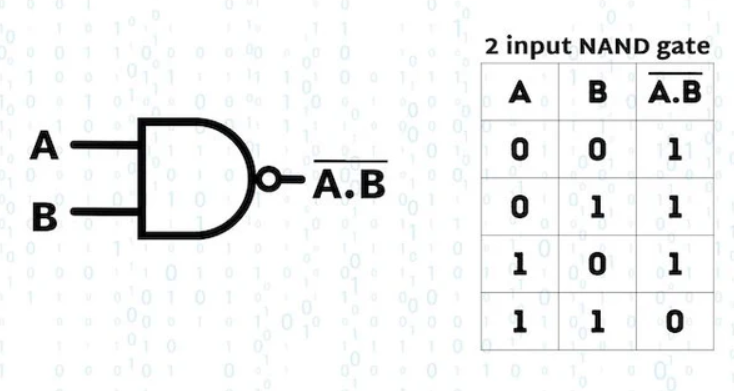 A
B
A̅.̅B̅
2 input NAND gate
A B A̅.̅B̅
0 0 1
0 1 1
1 0 1
1 1 0